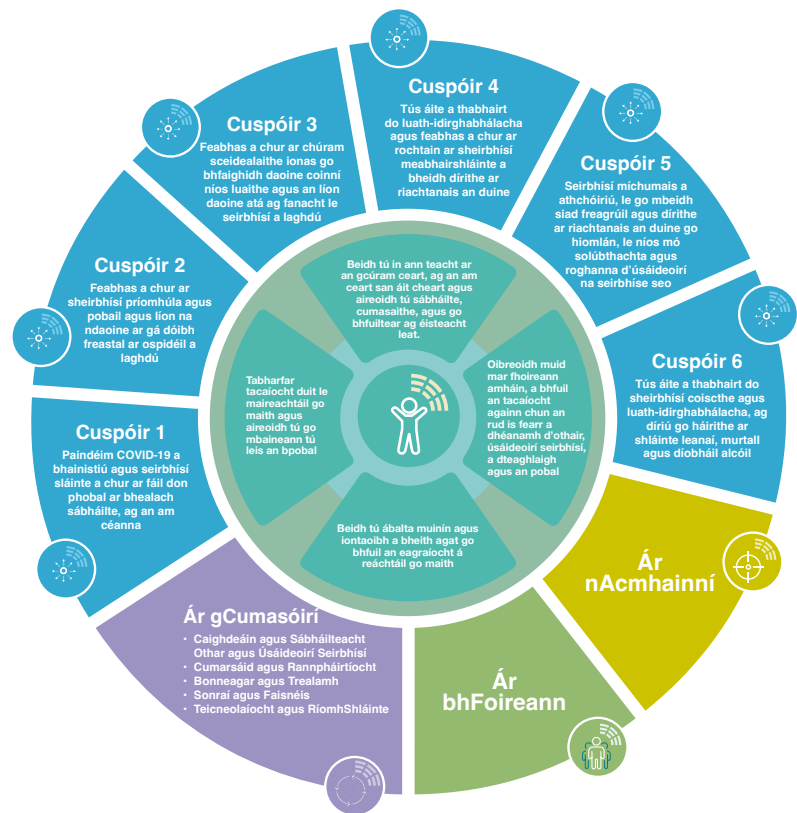 Cuspóir 1
Paindéim COVID-19 a
bhainistiú agus seirbhísí
sláinte a chur ar fáil don
phobal ar bhealach
sábháilte, ag an am
céanna
Cuspóir 2
Feabhas a chur ar
sheirbhísí príomhúla agus
pobail agus líon na
ndaoine ar gá dóibh
freastal ar ospidéil a
laghdú
Cuspóir 3
Feabhas a chur ar chúram
sceidealaithe ionas go
bhfaighidh daoine coinní
níos luaithe agus an líon
daoine atá ag fanacht le
seirbhísí a laghdú
Cuspóir 4
Tús áite a thabhairt
do luath-idirghabhálacha
agus feabhas a chur ar
rochtain ar sheirbhísí
meabhairshláinte a
bheidh dírithe ar
riachtanais an duine
Cuspóir 5
Seirbhísí míchumais a
athchóiriú, le go mbeidh
siad freagrúil agus dírithe
ar riachtanais an duine go
hiomlán, le níos mó
solúbthachta agus
roghanna d'úsáideoirí
na seirbhíse seo
Cuspóir 6
Tús áite a thabhairt do
sheirbhísí coiscthe agus
luath-idirghabhálacha, ag
díriú go háirithe ar
shláinte leanaí, murtall
agus díobháil alcóil
Ár
nAcmhainní
Ár
bhFoireann
Ár gCumasóirí
• Caighdeáin agus Sábháilteacht
Othar agus Úsáideoirí Seirbhísí
• Cumarsáid agus Rannpháirtíocht
• Bonneagar agus Trealamh
• Sonraí agus Faisnéis
• Teicneolaíocht agus RíomhShláinte
Beidh tú in ann teacht ar
an gcúram ceart, ag an am
ceart san áit cheart agus
aireoidh tú sábháilte,
cumasaithe, agus go
bhfuiltear ag éisteacht
leat.
Oibreoidh muid
mar fhoireann
amháin, a bhfuil
an tacaíocht
againn chun an
rud is fearr a
dhéanamh d'othair,
úsáideoirí seirbhísí,
a dteaghlaigh
agus an pobal
Beidh tú ábalta muinín agus
iontaoibh a bheith agat go
bhfuil an eagraíocht á
reáchtáil go maith
Tabharfar
tacaíocht duit le
maireachtáil go
maith agus
aireoidh tú go
mbaineann tú
leis an bpobal